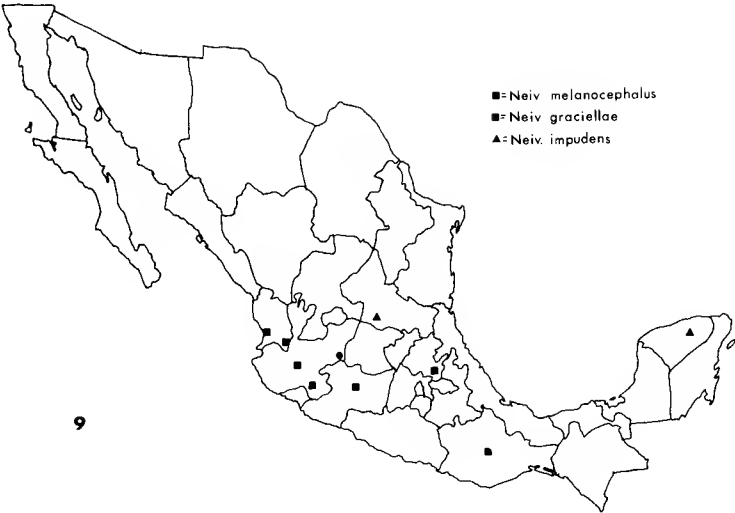 ■= Neiv melanocephalus
■= Neiv graciellae
▲= Neiv. impudens
9